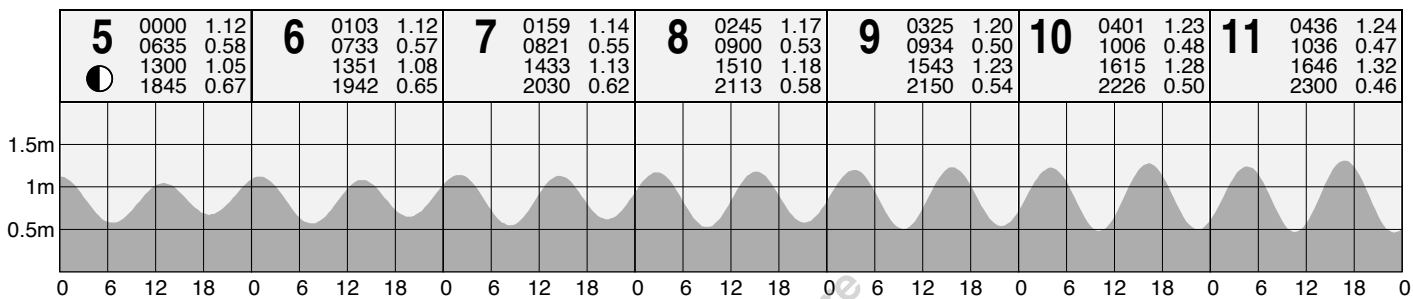 5 0000 1.12 6 0103 1.12 7 0159 1.14 8 0245 1.17 9 0325 1.20 10 0401 1.23 11 0436 1.24
0635 0.58 0733 0.57 0821 0.55 0900 0.53 0934 0.50 1006 0.48 1036 0.47
1300 1.05 1351 1.08 1433 1.13 1510 1.18 1543 1.23 1615 1.28 1646 1.32
1845 0.67 1942 0.65 2030 0.62 2113 0.58 2150 0.54 2226 0.50 2300 0.46
1.5m
1m
0.5m
0 6 12 18 0 6 12 18 0 6 12 18 0 6 12 18 0 6 12 18 0 6 12 18 0 6 12 18 0